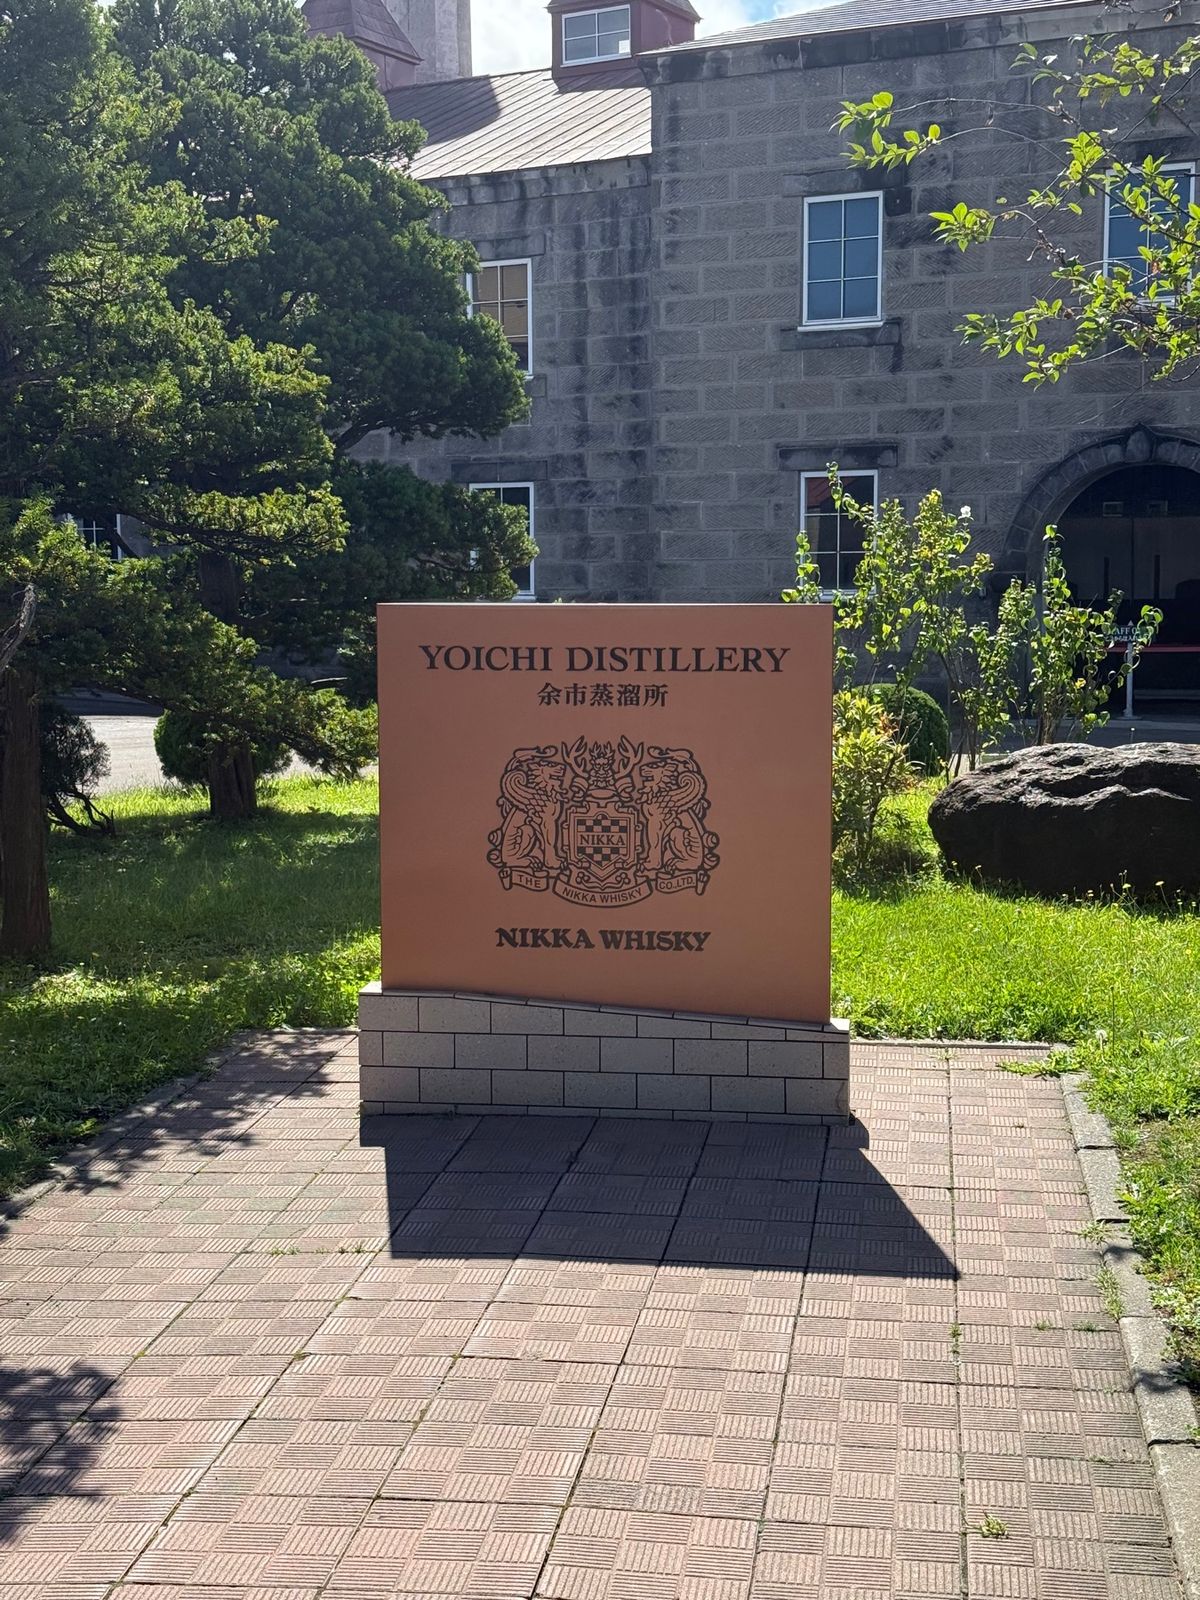 YOICHI DISTILLERY
余市蒸溜所
NIKKA
THE NIKKA WHISKY CO.,LTD.
NIKKA WHISKY